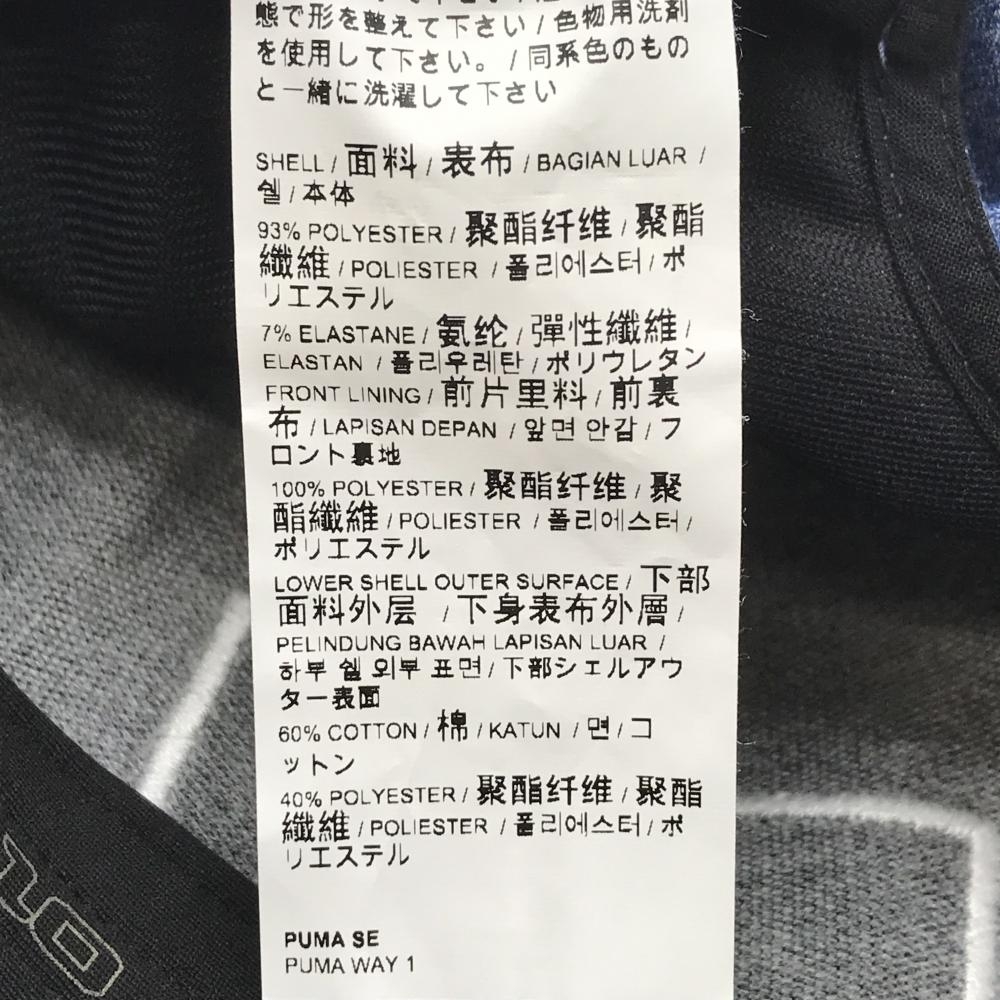 態で形を整えて下さい / 色物用洗剤
を使用して下さい。 / 同系色のもの
と一緒に洗濯して下さい
SHELL / 面料 / 表布 / BAGIAN LUAR /
쉘 / 本体
93% POLYESTER / 聚酯纤维 / 聚酯
纖維 / POLIESTER / 폴리에스터 / ポ
リエステル
7% ELASTANE / 氨纶 / 彈性纖維 /
ELASTAN / 폴리우레탄 / ポリウレタン
FRONT LINING / 前片里料 / 前裏
布 / LAPISAN DEPAN / 앞면 안감 / フ
ロント裏地
100% POLYESTER / 聚酯纤维 / 聚
酯纖維 / POLIESTER / 폴리에스터 /
ポリエステル
LOWER SHELL OUTER SURFACE / 下部
面料外层 / 下身表布外層 /
PELINDUNG BAWAH LAPISAN LUAR /
하부 쉘 외부 표면 / 下部シェルアウ
ター表面
60% COTTON / 棉 / KATUN / 면 / コ
ットン
40% POLYESTER / 聚酯纤维 / 聚酯
纖維 / POLIESTER / 폴리에스터 / ポ
リエステル
PUMA SE
PUMA WAY 1